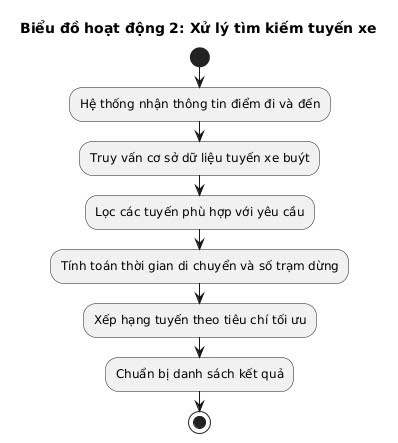 Biểu đồ hoạt động 2: Xử lý tìm kiếm tuyến xe
Hệ thống nhận thông tin điểm đi và đến
Truy vấn cơ sở dữ liệu tuyến xe buýt
Lọc các tuyến phù hợp với yêu cầu
Tính toán thời gian di chuyển và số trạm dừng
Xếp hạng tuyến theo tiêu chí tối ưu
Chuẩn bị danh sách kết quả